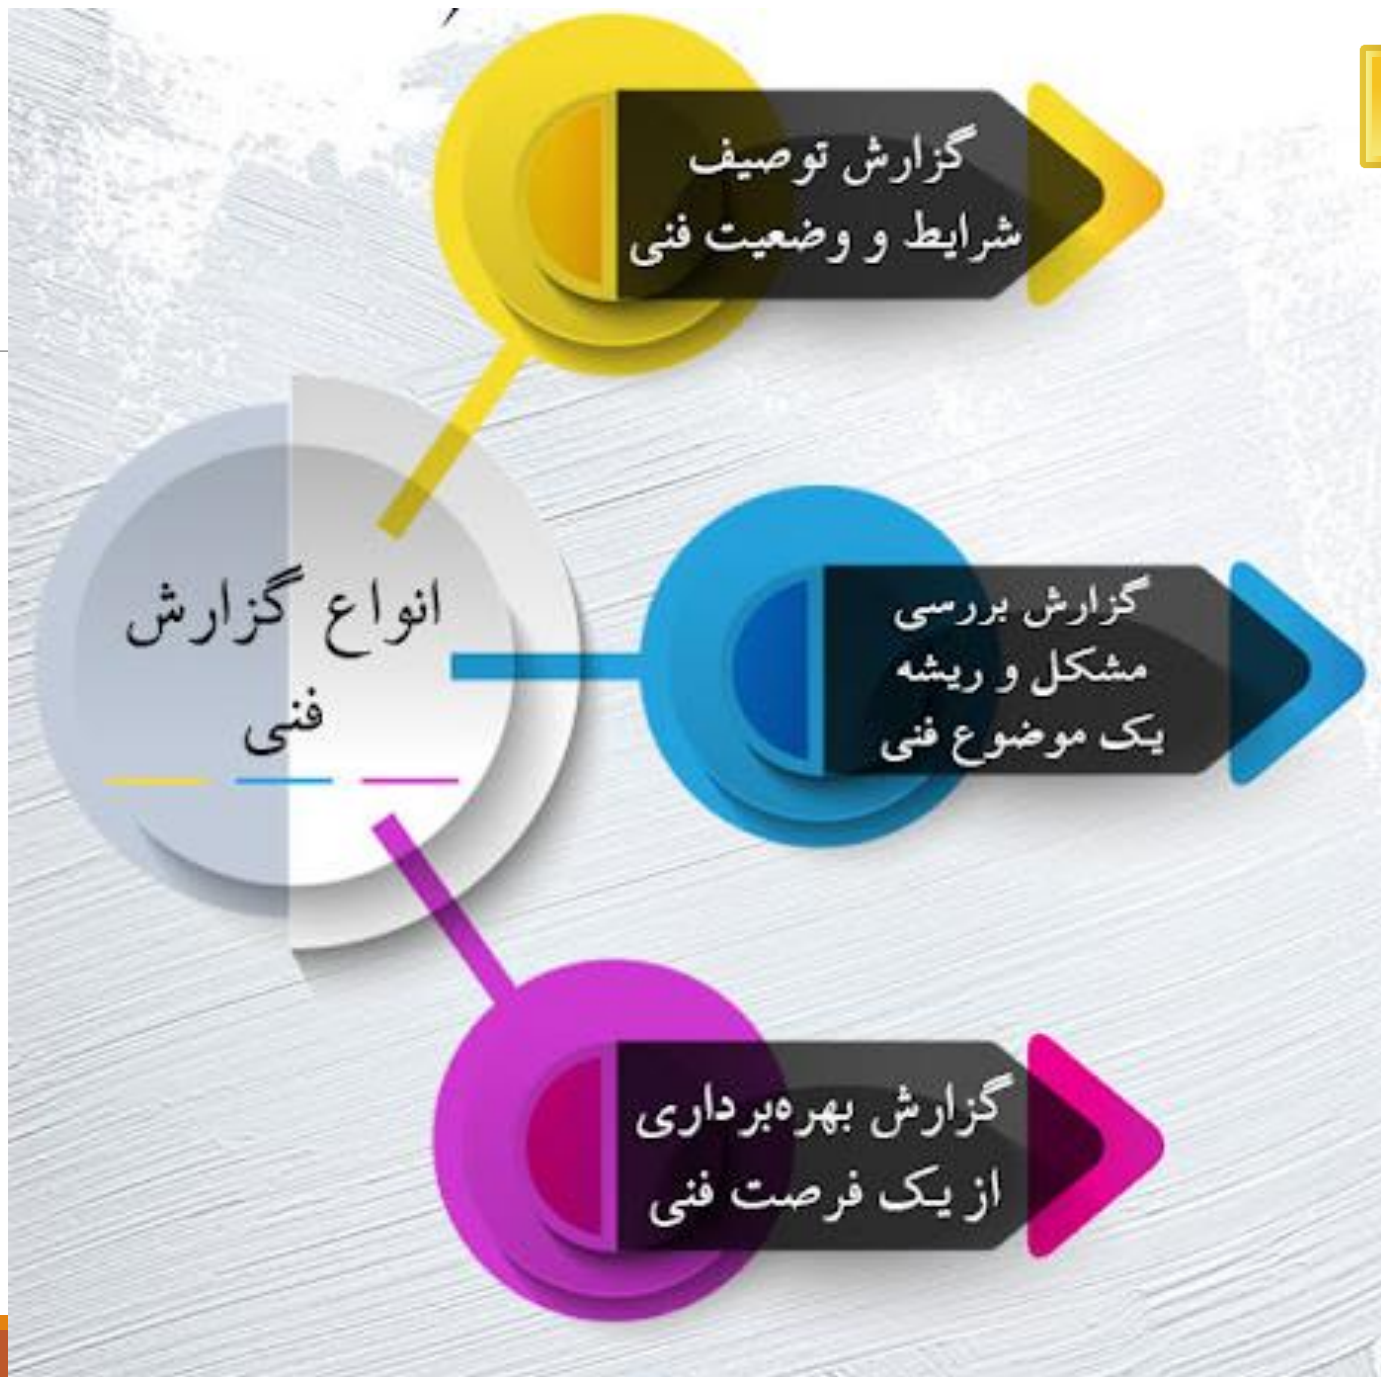 گزارش توصیف
شرایط و وضعیت فنی
انواع گزارش
فنی
گزارش بررسی
مشکل و ریشه
یک موضوع فنی
گزارش بهره‌برداری
از یک فرصت فنی